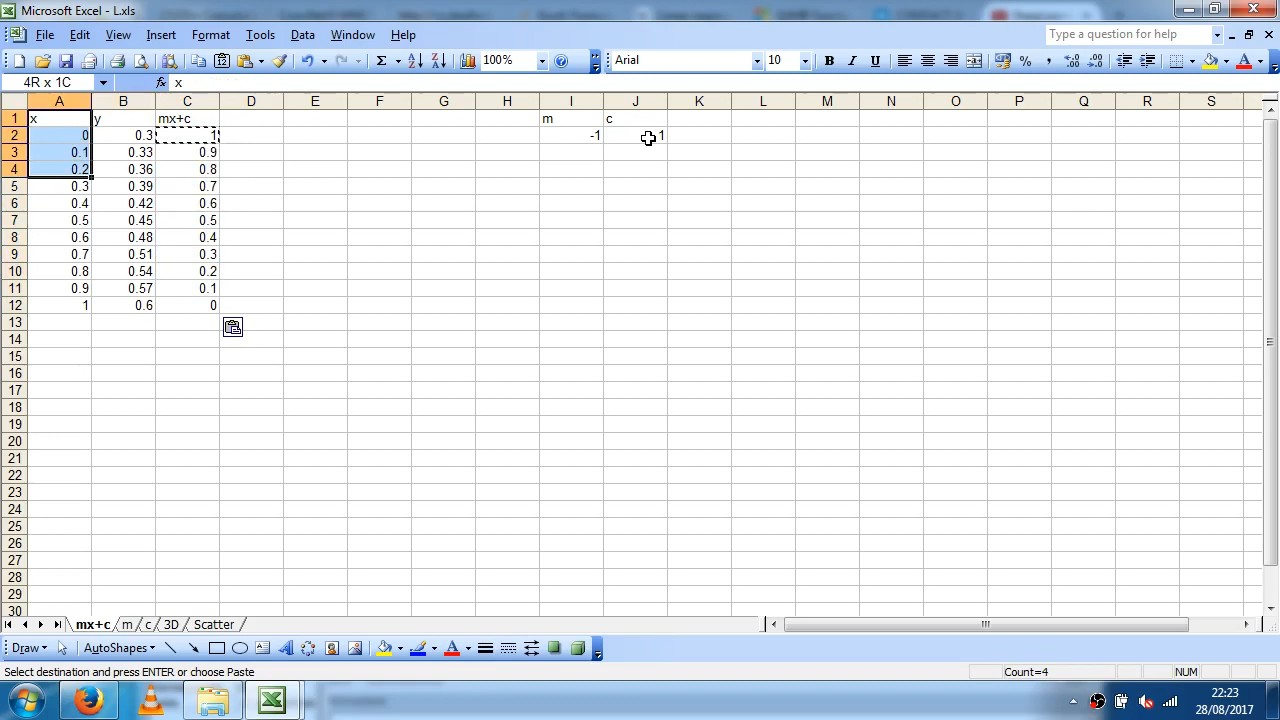 Microsoft Excel - L.xls
File Edit View Insert Format Tools Data Window Help
Type a question for help
Σ 100% Arial 10 B I U % , .00
4R x 1C fx x
A B C D E F G H I J K L M N O P Q R S
1 x y mx+c m c
2 0 0.3 1 -1 1
3 0.1 0.33 0.9
4 0.2 0.36 0.8
5 0.3 0.39 0.7
6 0.4 0.42 0.6
7 0.5 0.45 0.5
8 0.6 0.48 0.4
9 0.7 0.51 0.3
10 0.8 0.54 0.2
11 0.9 0.57 0.1
12 1 0.6 0
13
14
15
16
17
18
19
20
21
22
23
24
25
26
27
28
29
30
mx+c m c 3D Scatter
Draw AutoShapes
Select destination and press ENTER or choose Paste Count=4 NUM
22:23
28/08/2017